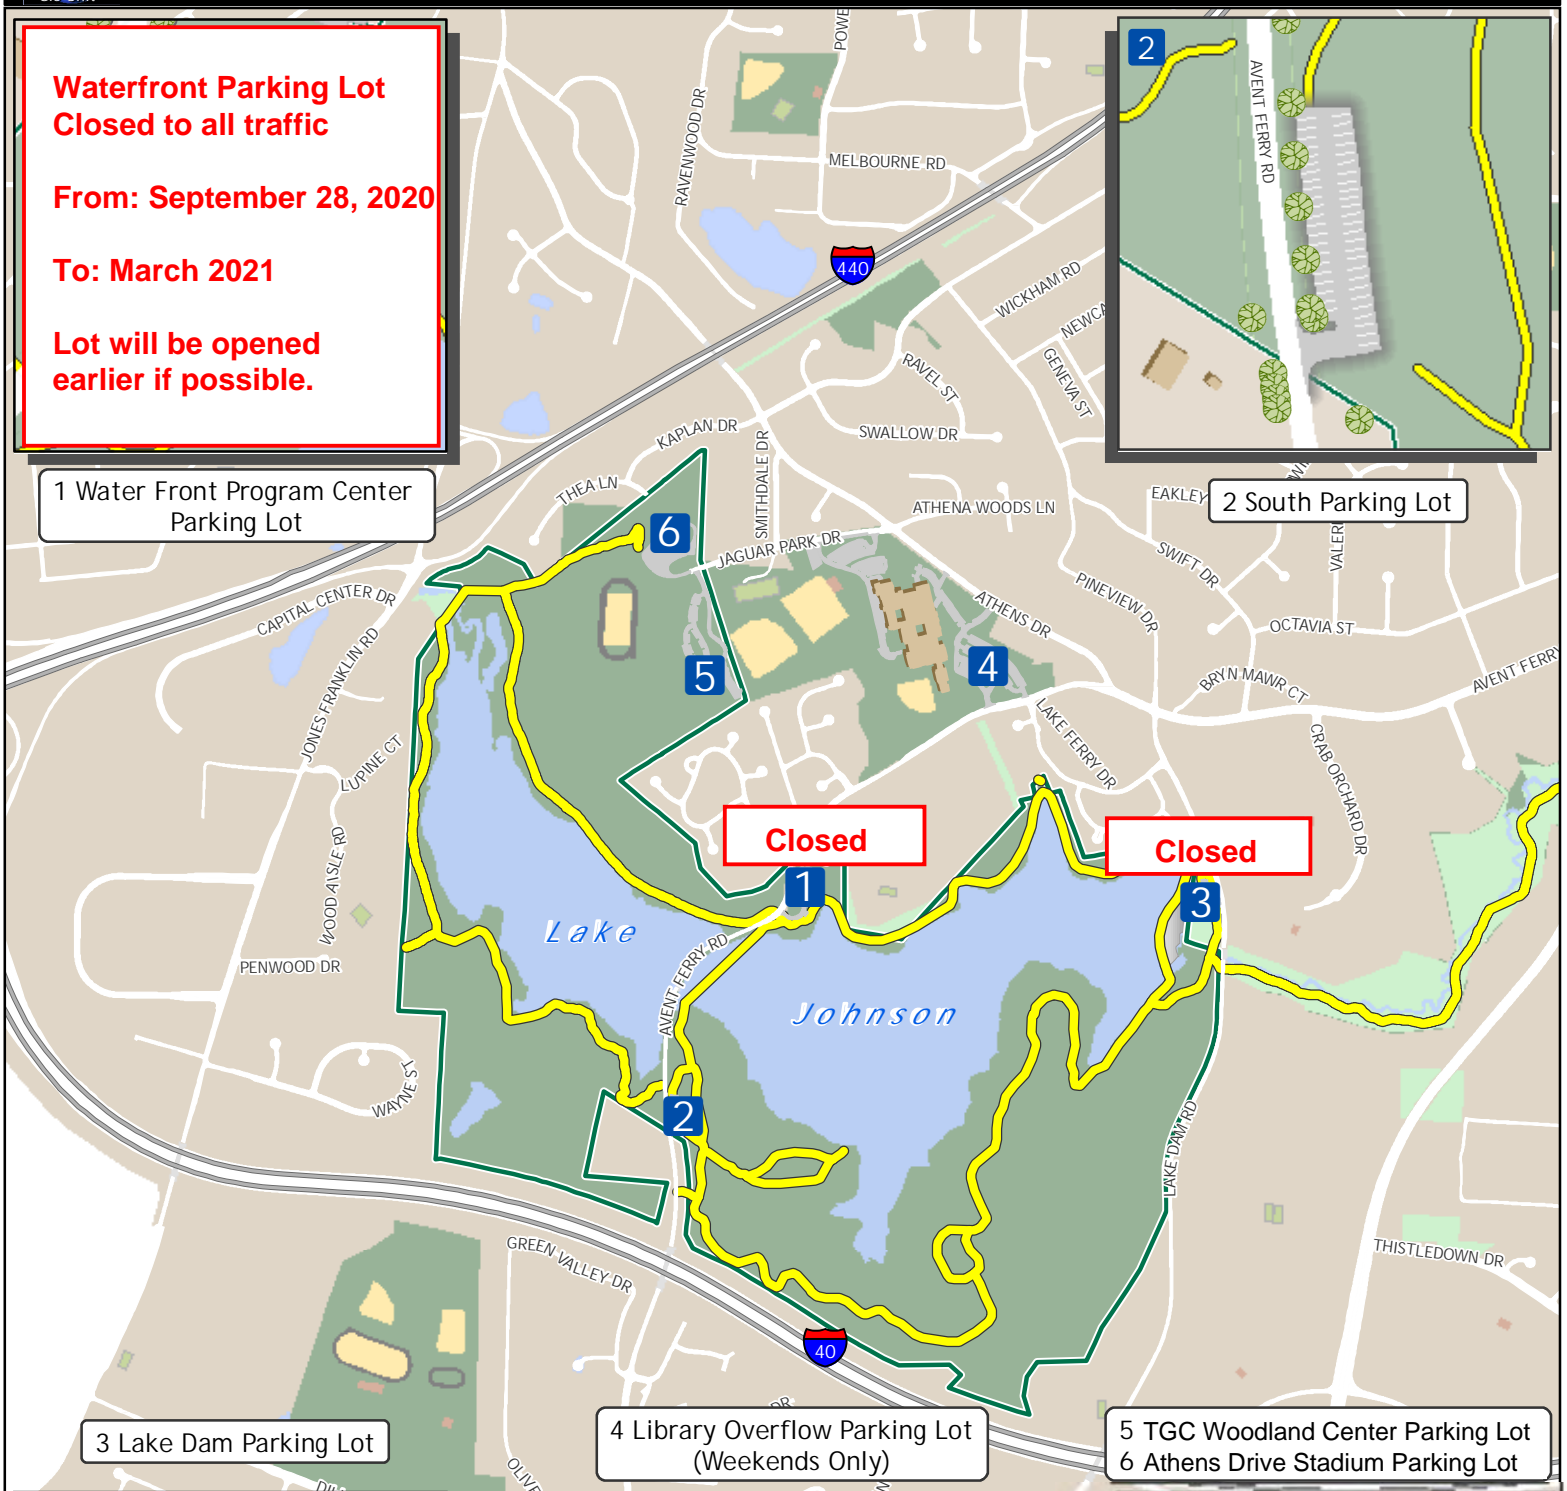 Waterfront Parking Lot
Closed to all traffic
From: September 28, 2020
To: March 2021
Lot will be opened
earlier if possible.
1 Water Front Program Center
Parking Lot
2
AVENT FERRY RD
2 South Parking Lot
RAVENWOOD DR
MELBOURNE RD
440
WICKHAM RD
GENEVA ST
RAVEL ST
SWALLOW DR
KAPLAN DR
THEA LN
SMITHDALE DR
ATHENA WOODS LN
EAKLEY
JAGUAR PARK DR
SWIFT DR
PINEVIEW DR
ATHENS DR
OCTAVIA ST
CAPITAL CENTER DR
JONES FRANKLIN RD
BRYN MAWR CT
AVENT FERRY
6
5
4
LAKE FERRY DR
CRAB ORCHARD DR
LUPINE CT
WOOD AISLE RD
PENWOOD DR
Closed
1
Closed
3
Lake
Johnson
AVENT FERRY RD
2
WAYNE ST
LAKE DAM RD
GREEN VALLEY DR
THISTLEDOWN DR
40
DR
3 Lake Dam Parking Lot
4 Library Overflow Parking Lot
(Weekends Only)
5 TGC Woodland Center Parking Lot
6 Athens Drive Stadium Parking Lot